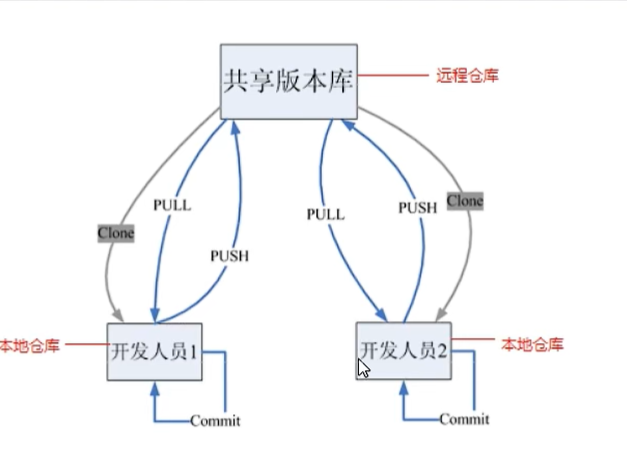 共享版本库
远程仓库
PULL
PULL
PUSH
Clone
Clone
PUSH
本地仓库
开发人员1
开发人员2
本地仓库
Commit
Commit